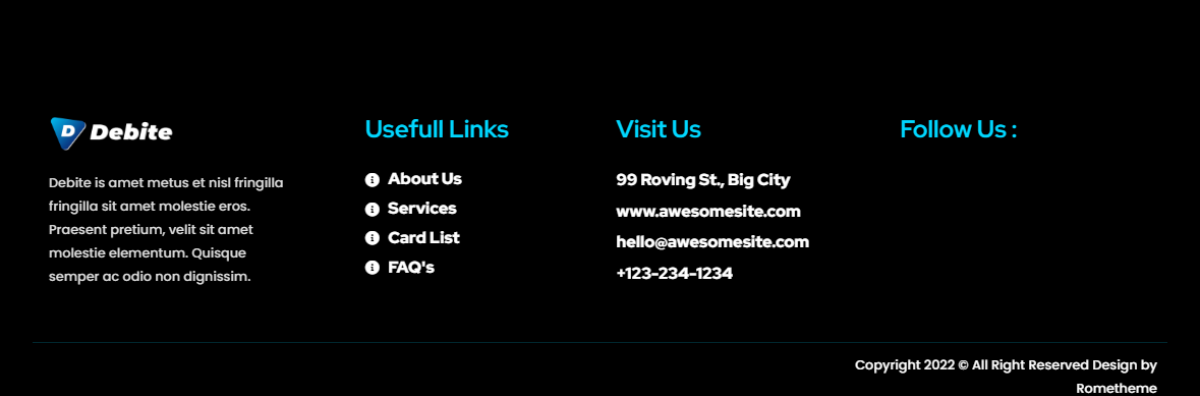 D Debite
Debite is amet metus et nisl fringilla
fringilla sit amet molestie eros.
Praesent pretium, velit sit amet
molestie elementum. Quisque
semper ac odio non dignissim.
Usefull Links
About Us
Services
Card List
FAQ's
Visit Us
99 Roving St., Big City
www.awesomesite.com
hello@awesomesite.com
+123-234-1234
Follow Us :
Copyright 2022 © All Right Reserved Design by
Rometheme